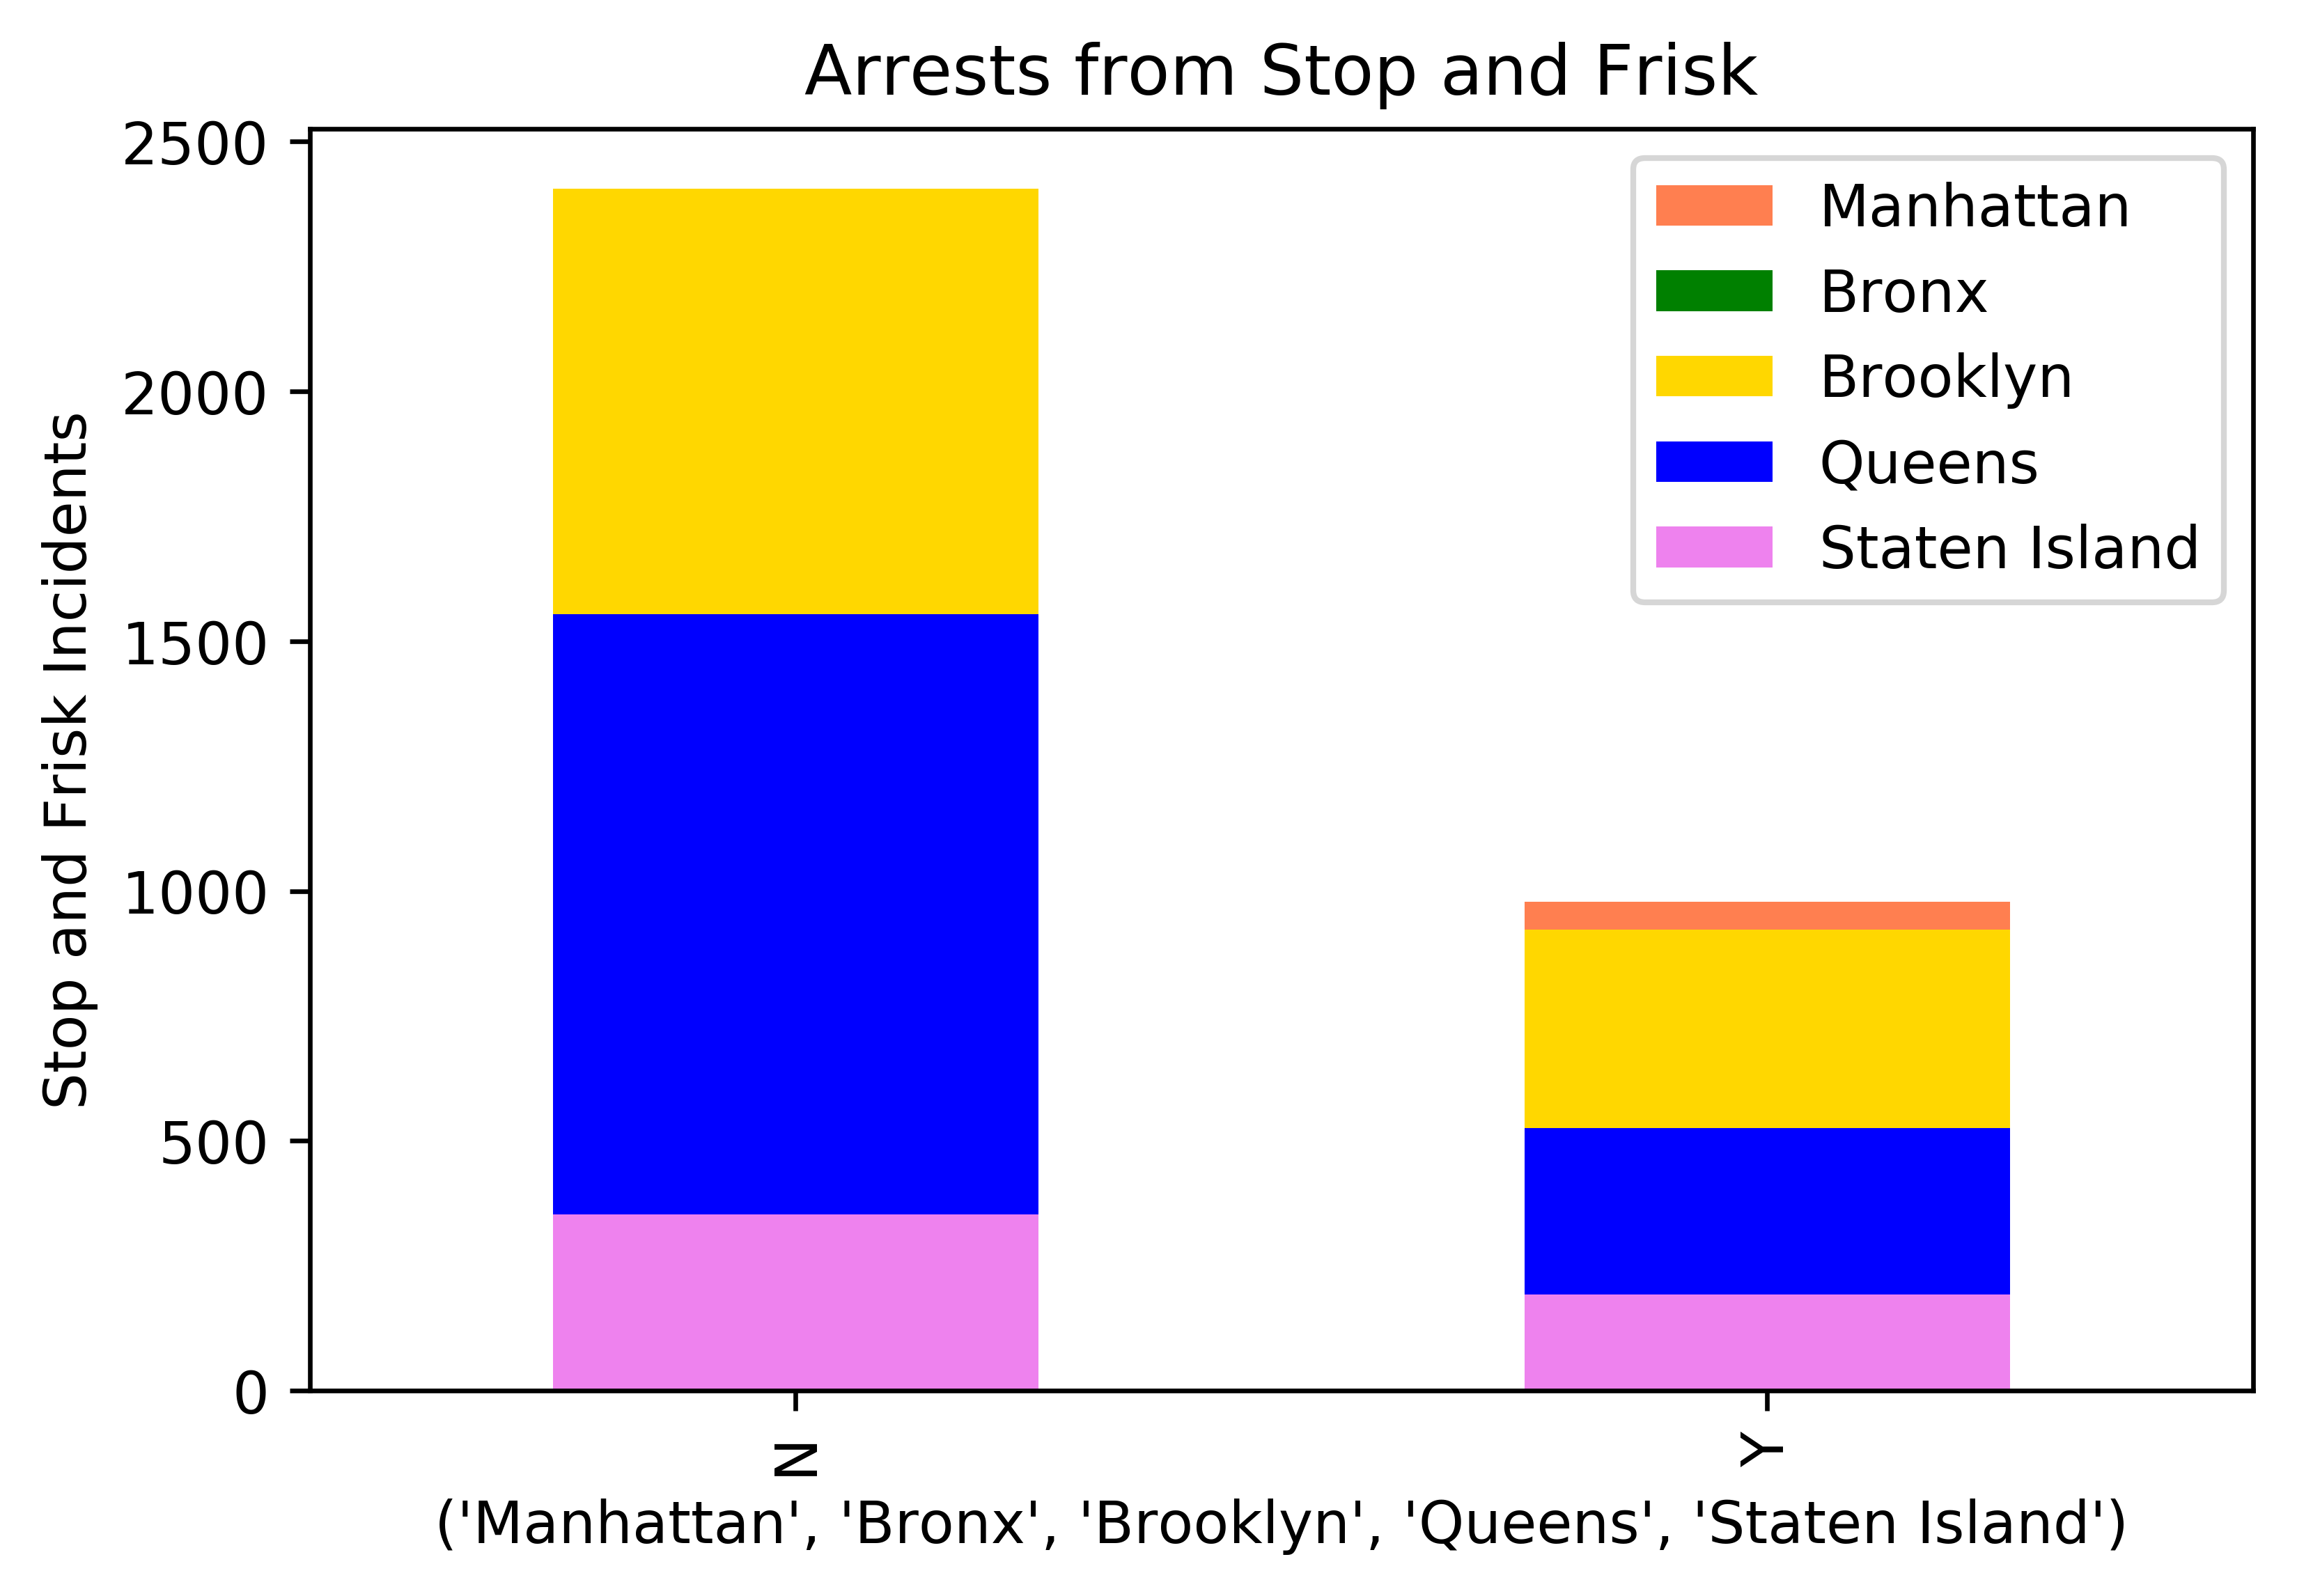 Arrests from Stop and Frisk
2500
2000
1500
1000
500
0
Stop and Frisk Incidents
Manhattan
Bronx
Brooklyn
Queens
Staten Island
N
Y
('Manhattan', 'Bronx', 'Brooklyn', 'Queens', 'Staten Island')